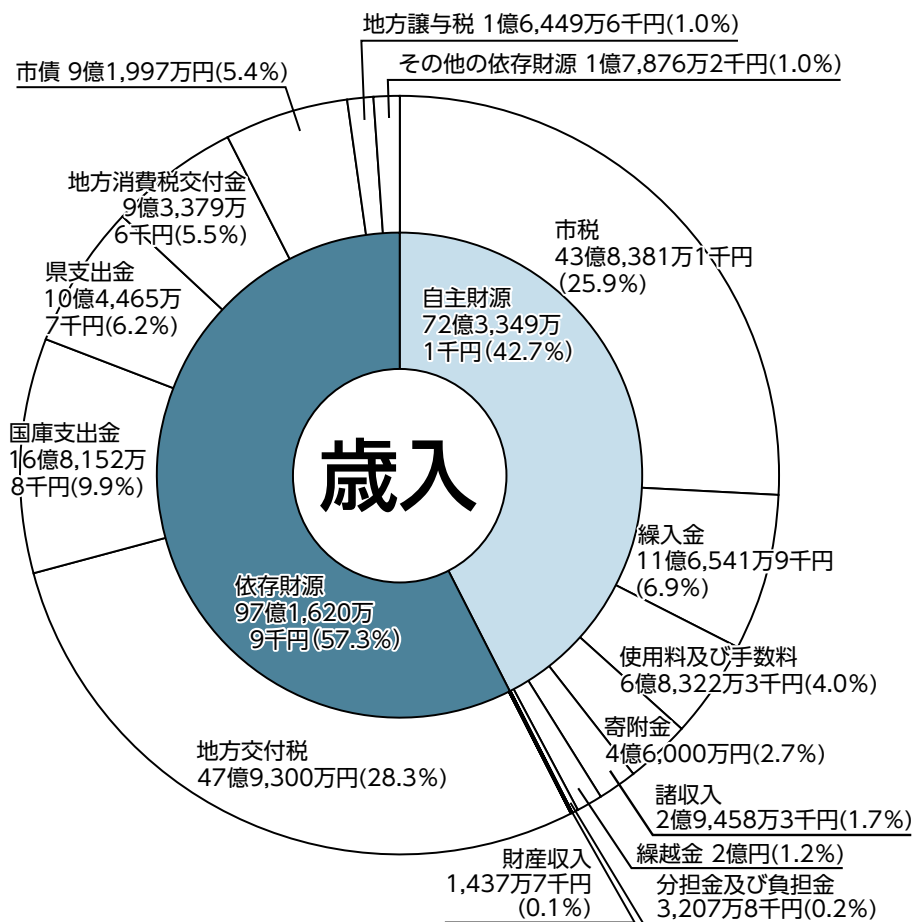 地方譲与税 1億6,449万6千円(1.0%)
その他の依存財源 1億7,876万2千円(1.0%)
市債 9億1,997万円(5.4%)
地方消費税交付金
9億3,379万
6千円(5.5%)
県支出金
10億4,465万
7千円(6.2%)
国庫支出金
16億8,152万
8千円(9.9%)
地方交付税
47億9,300万円(28.3%)
依存財源
97億1,620万
9千円(57.3%)
歳入
自主財源
72億3,349万
1千円(42.7%)
市税
43億8,381万1千円
(25.9%)
繰入金
11億6,541万9千円
(6.9%)
使用料及び手数料
6億8,322万3千円(4.0%)
寄附金
4億6,000万円(2.7%)
諸収入
2億9,458万3千円(1.7%)
繰越金 2億円(1.2%)
分担金及び負担金
3,207万8千円(0.2%)
財産収入
1,437万7千円
(0.1%)